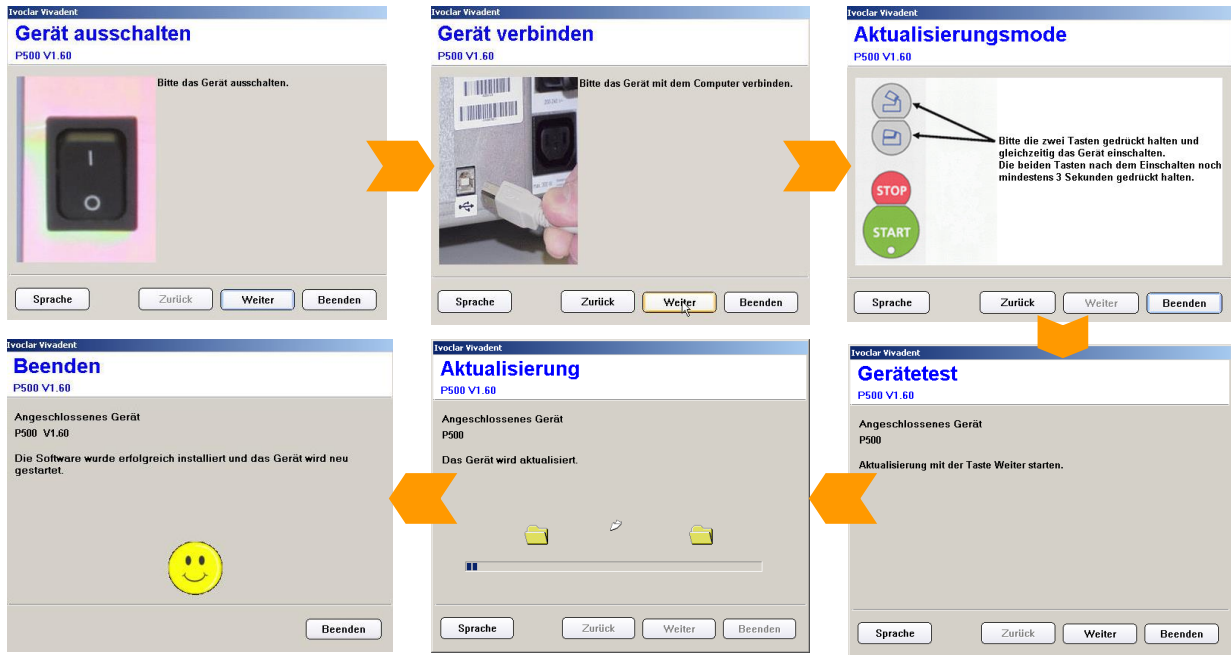 Ivoclar Vivadent
Gerät ausschalten
P500 V1.60
Bitte das Gerät ausschalten.
Sprache
Zurück
Weiter
Beenden
Ivoclar Vivadent
Gerät verbinden
P500 V1.60
Bitte das Gerät mit dem Computer verbinden.
Sprache
Zurück
Weiter
Beenden
Ivoclar Vivadent
Aktualisierungsmode
P500 V1.60
Bitte die zwei Tasten gedrückt halten und
gleichzeitig das Gerät einschalten.
Die beiden Tasten nach dem Einschalten noch
mindestens 3 Sekunden gedrückt halten.
STOP
START
Sprache
Zurück
Weiter
Beenden
Ivoclar Vivadent
Gerätetest
P500 V1.60
Angeschlossenes Gerät
P500
Aktualisierung mit der Taste Weiter starten.
Sprache
Zurück
Weiter
Beenden
Ivoclar Vivadent
Aktualisierung
P500 V1.60
Angeschlossenes Gerät
P500
Das Gerät wird aktualisiert.
Sprache
Zurück
Weiter
Beenden
Ivoclar Vivadent
Beenden
P500 V1.60
Angeschlossenes Gerät
P500 V1.60
Die Software wurde erfolgreich installiert und das Gerät wird neu
gestartet.
Beenden